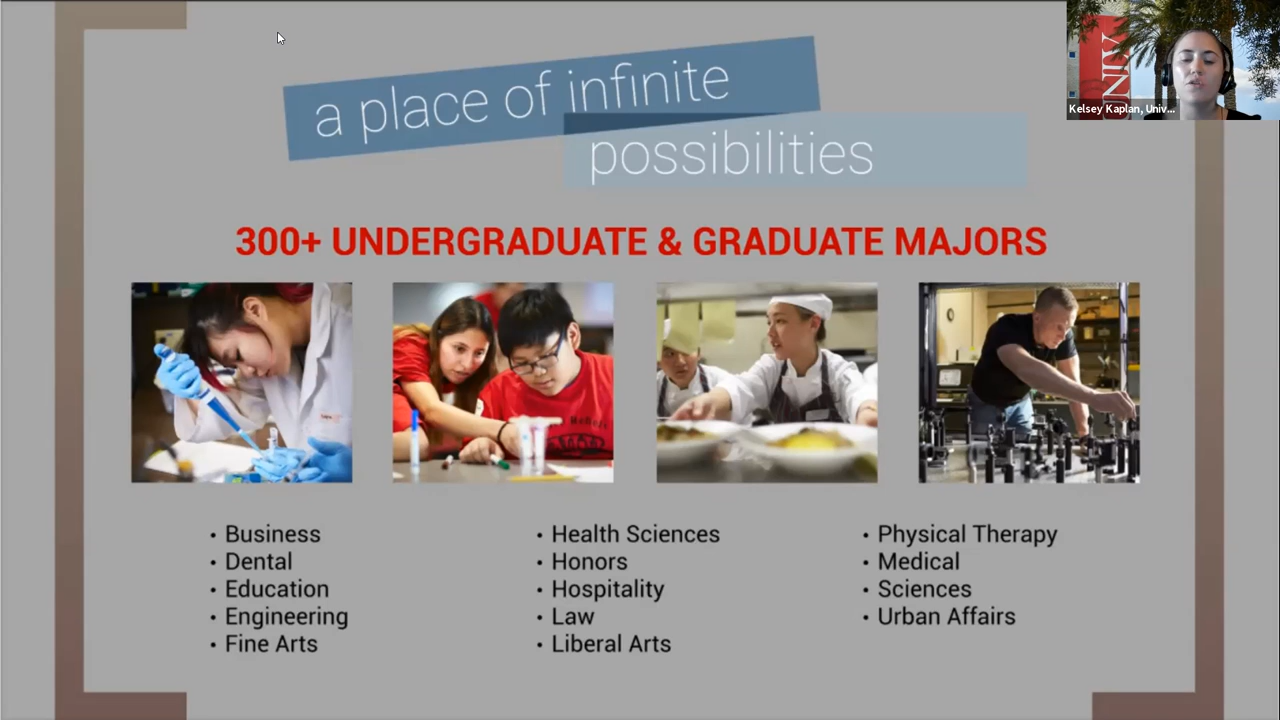 a place of infinite
possibilities
UNLV
Kelsey Kaplan, Univ...
300+ UNDERGRADUATE & GRADUATE MAJORS
• Business
• Dental
• Education
• Engineering
• Fine Arts
• Health Sciences
• Honors
• Hospitality
• Law
• Liberal Arts
• Physical Therapy
• Medical
• Sciences
• Urban Affairs